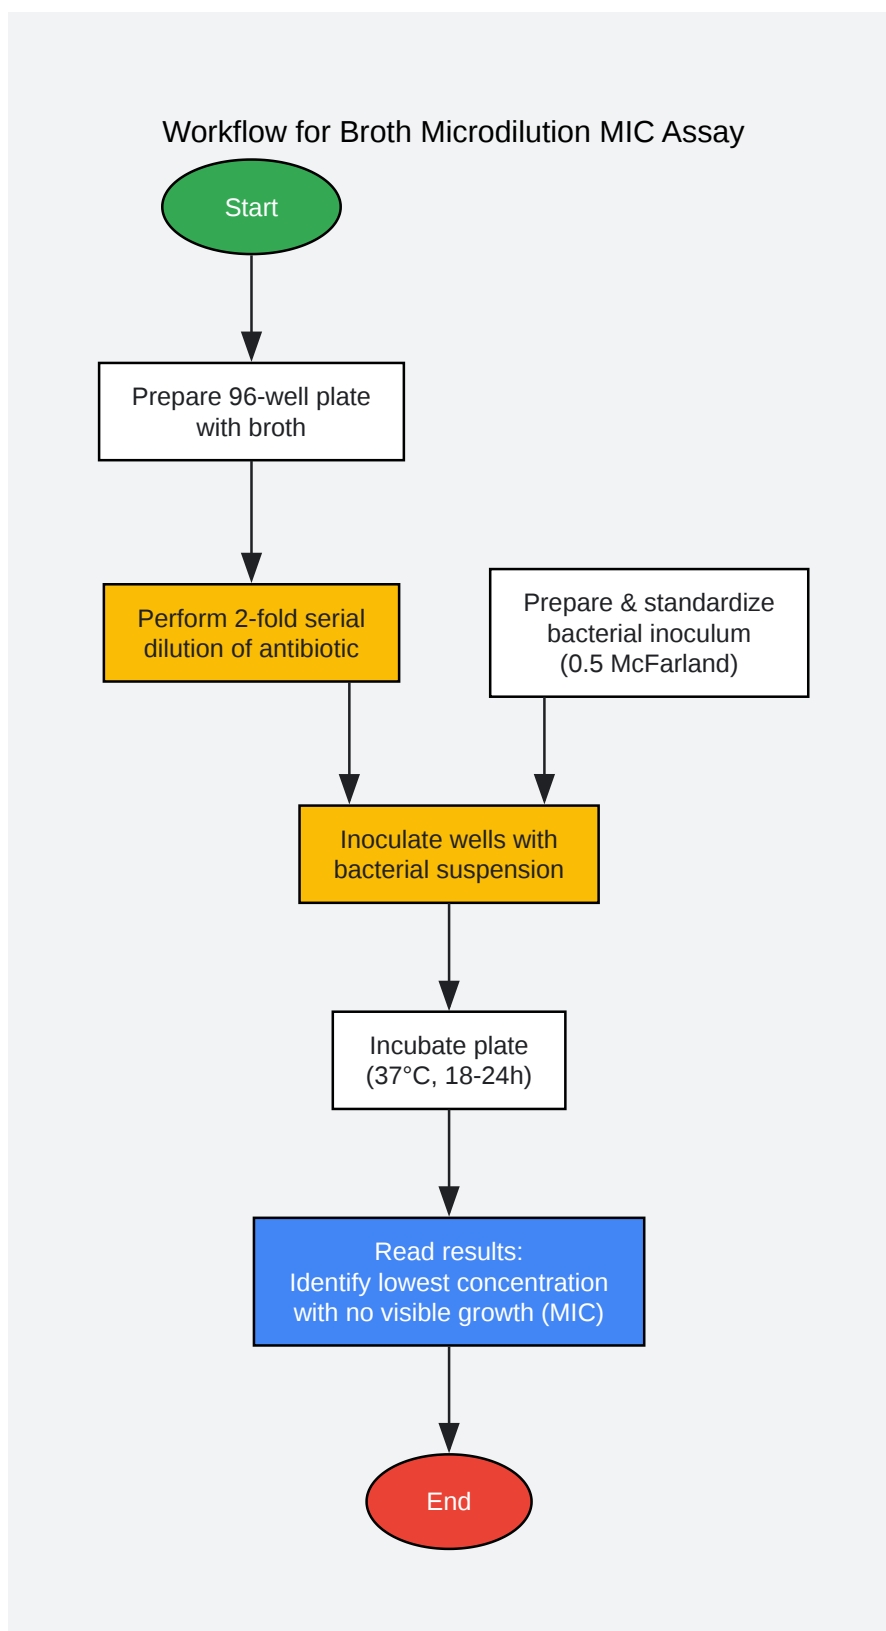 Workflow for Broth Microdilution MIC Assay
Start
Prepare 96-well plate
with broth
Perform 2-fold serial
dilution of antibiotic
Prepare & standardize
bacterial inoculum
(0.5 McFarland)
Inoculate wells with
bacterial suspension
Incubate plate
(37°C, 18-24h)
Read results:
Identify lowest concentration
with no visible growth (MIC)
End